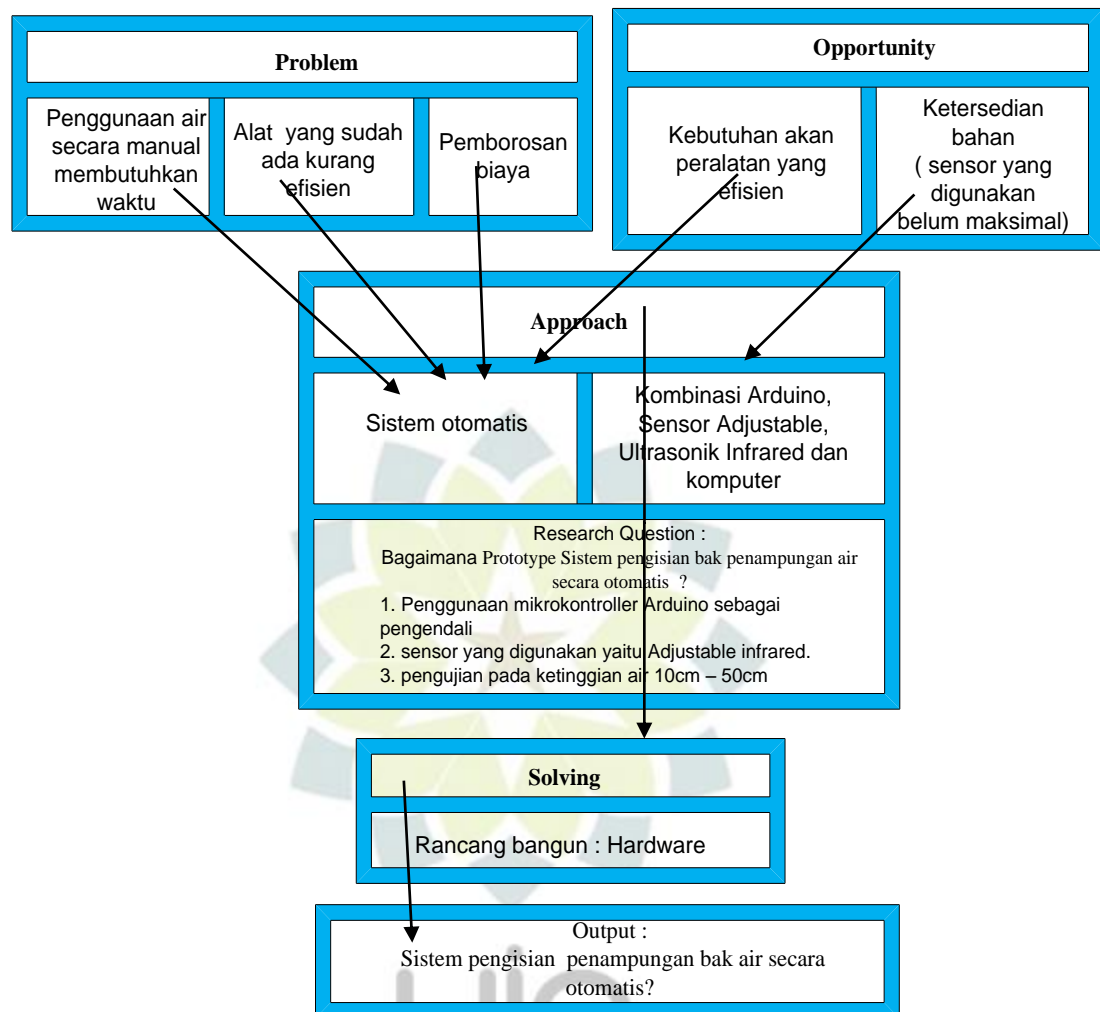 Problem
Penggunaan air
secara manual
membutuhkan
waktu
Alat yang sudah
ada kurang
efisien
Pemborosan
biaya
Opportunity
Kebutuhan akan
peralatan yang
efisien
Ketersedian
bahan
( sensor yang
digunakan
belum maksimal)
Approach
Sistem otomatis
Kombinasi Arduino,
Sensor Adjustable,
Ultrasonik Infrared dan
komputer
Research Question :
Bagaimana Prototype Sistem pengisian bak penampungan air
secara otomatis ?
1. Penggunaan mikrokontroller Arduino sebagai
pengendali
2. sensor yang digunakan yaitu Adjustable infrared.
3. pengujian pada ketinggian air 10cm – 50cm
Solving
Rancang bangun : Hardware
Output :
Sistem pengisian penampungan bak air secara
otomatis?